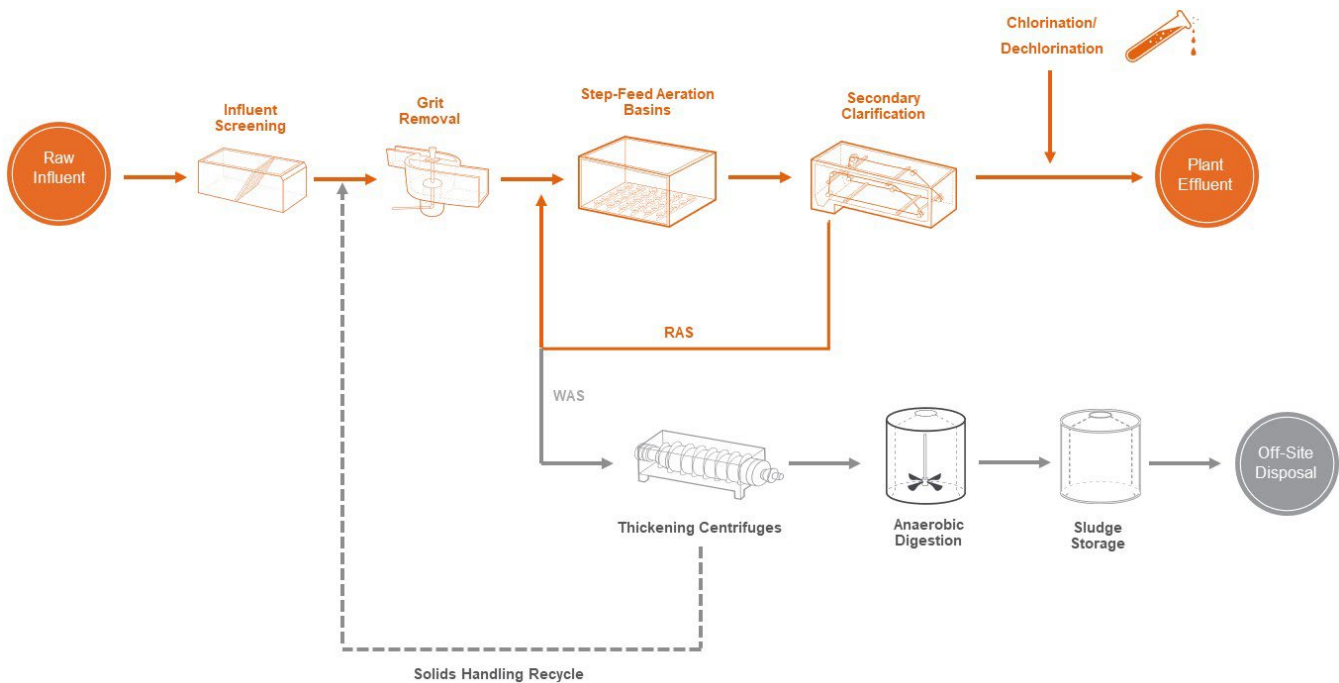 Chlorination/
Dechlorination
Influent
Screening
Grit
Removal
Step-Feed Aeration
Basins
Secondary
Clarification
Raw
Influent
Plant
Effluent
RAS
WAS
Thickening Centrifuges
Anaerobic
Digestion
Sludge
Storage
Off-Site
Disposal
Solids Handling Recycle